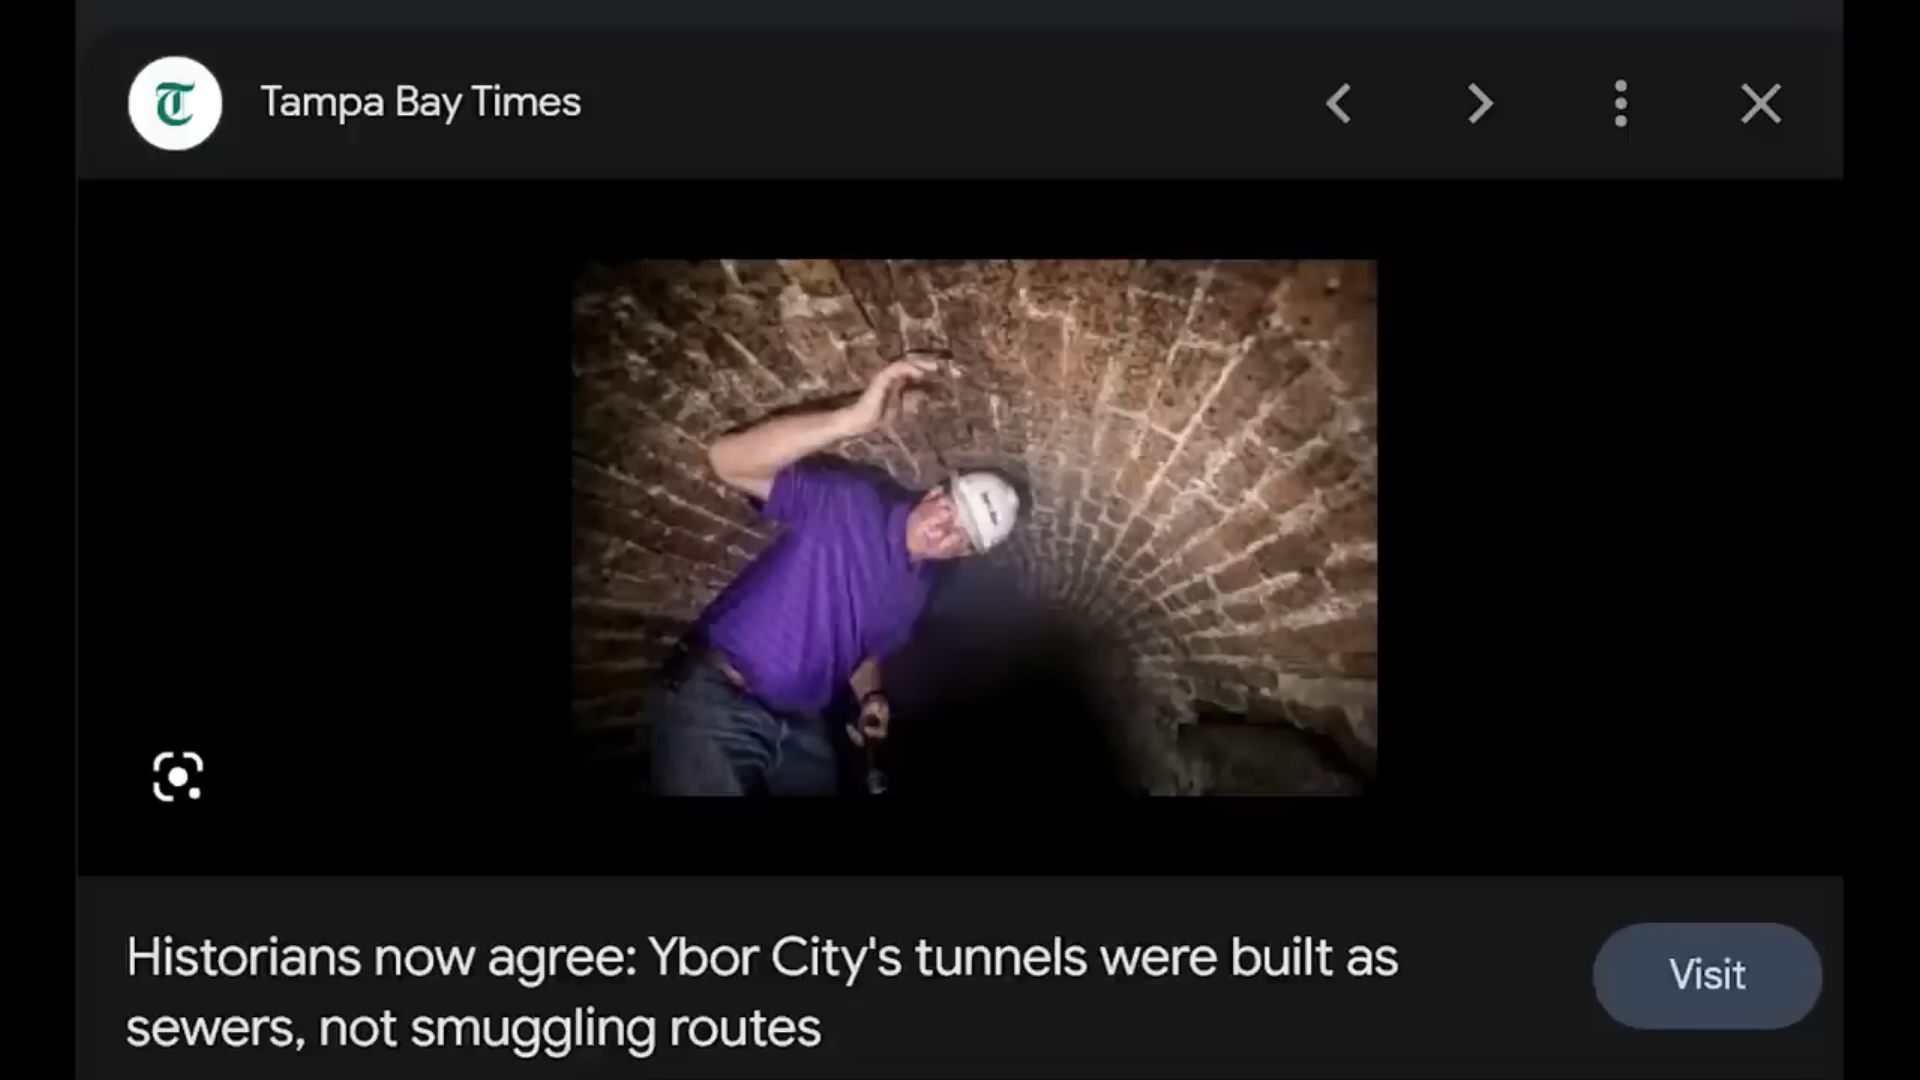 Tampa Bay Times
Historians now agree: Ybor City's tunnels were built as
sewers, not smuggling routes
Visit